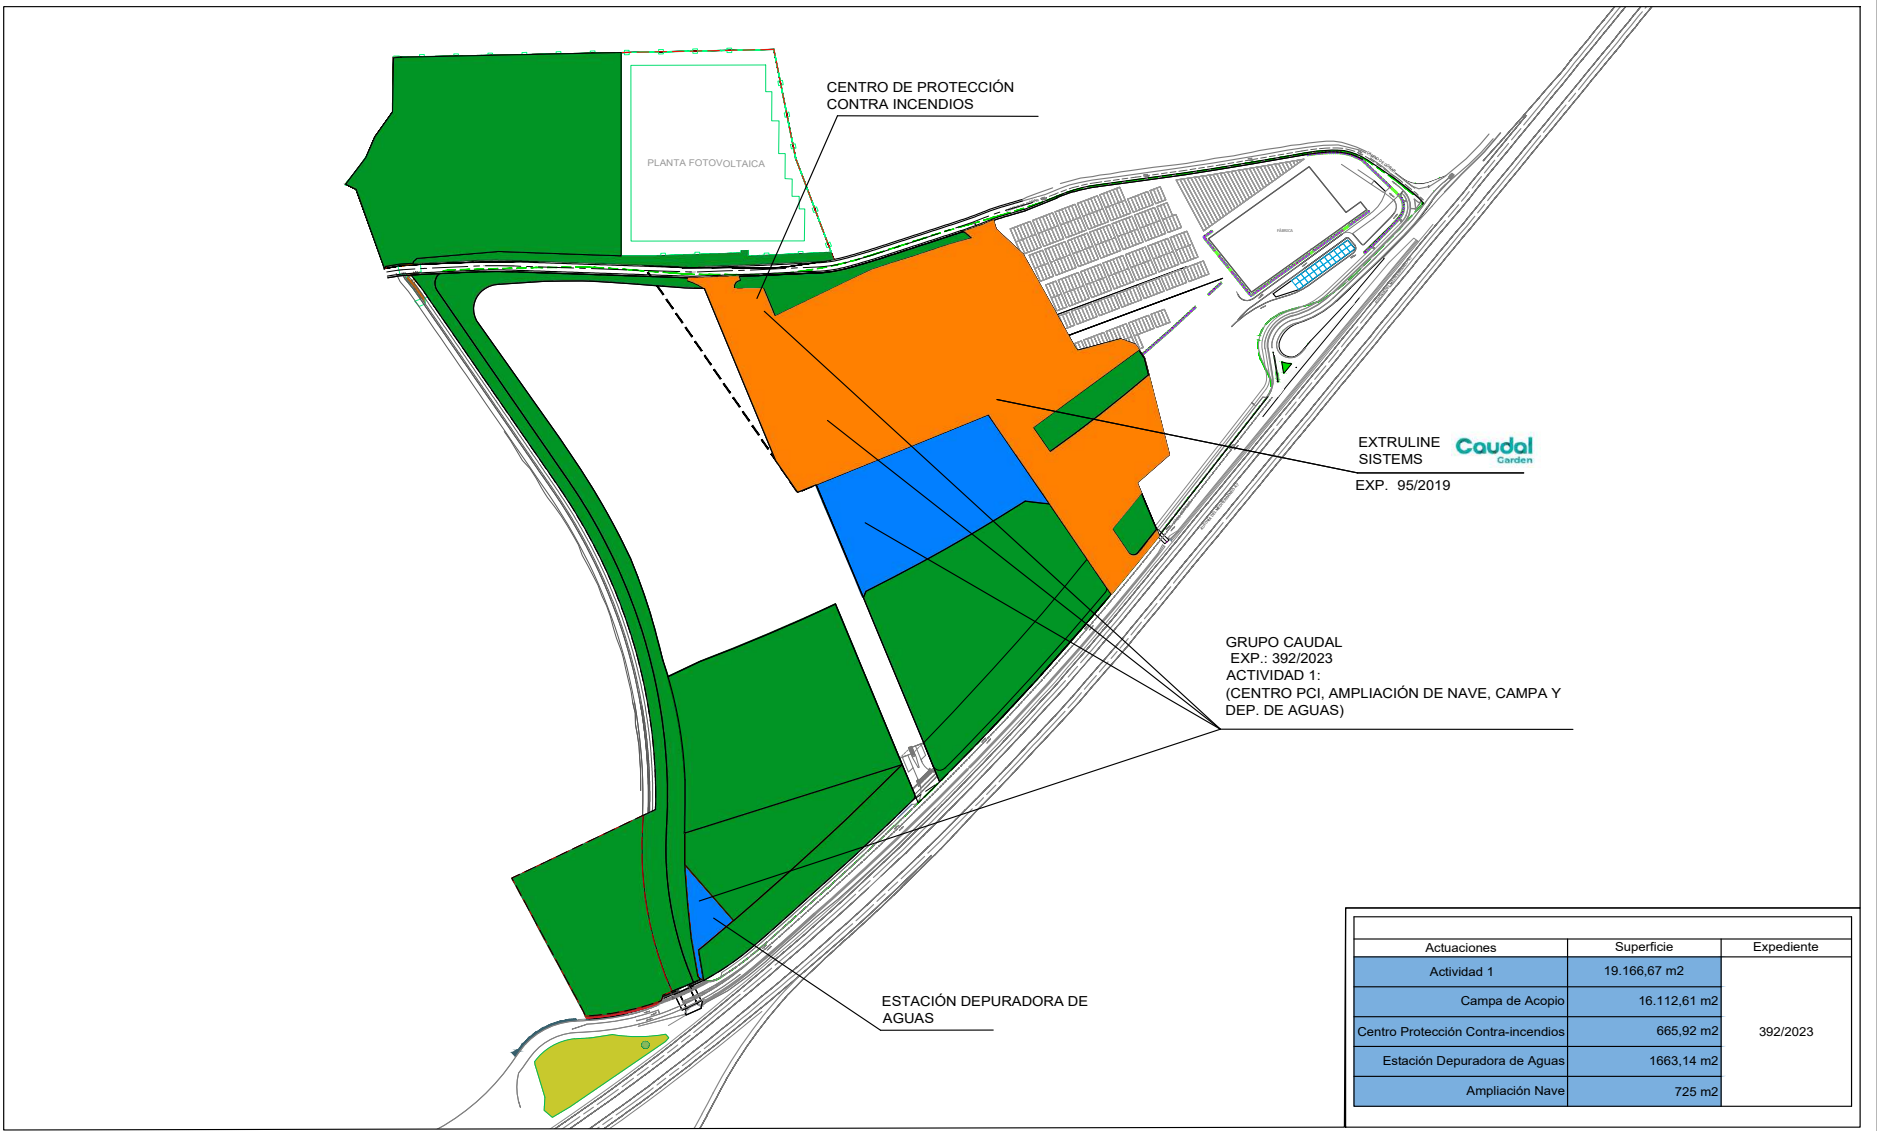 CENTRO DE PROTECCIÓN
CONTRA INCENDIOS
PLANTA FOTOVOLTAICA
FÁBRICA
EXTRULINE
SISTEMS
Caudal
Garden
EXP. 95/2019
GRUPO CAUDAL
EXP.: 392/2023
ACTIVIDAD 1:
(CENTRO PCI, AMPLIACIÓN DE NAVE, CAMPA Y
DEP. DE AGUAS)
ESTACIÓN DEPURADORA DE
AGUAS
Actuaciones Superficie Expediente
Actividad 1 19.166,67 m2
Campa de Acopio 16.112,61 m2
Centro Protección Contra-incendios 665,92 m2 392/2023
Estación Depuradora de Aguas 1663,14 m2
Ampliación Nave 725 m2